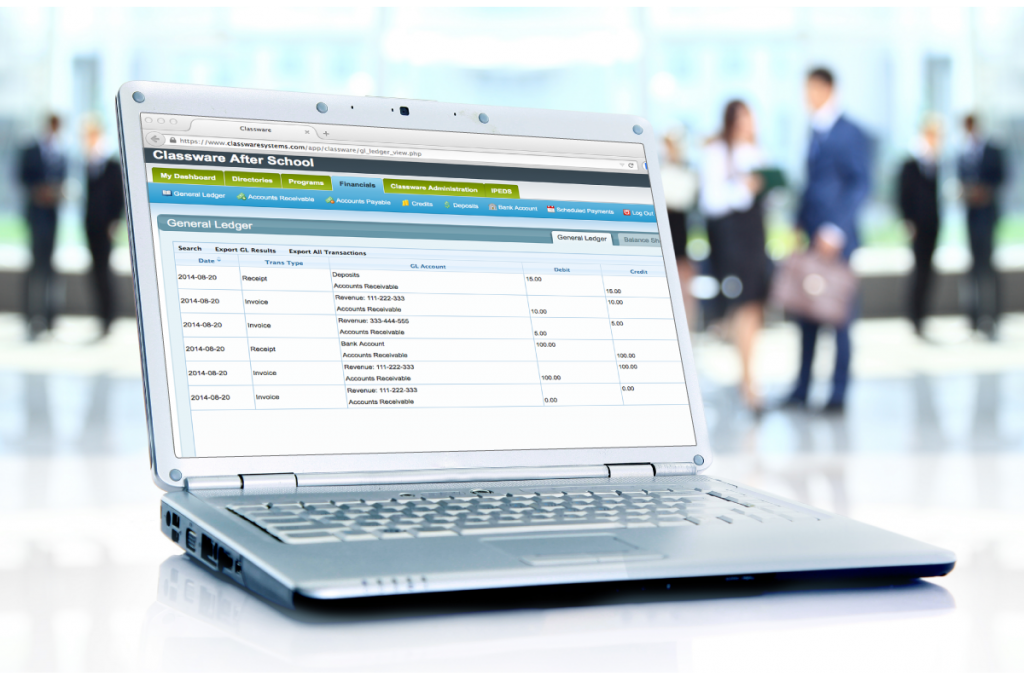 Classware
https://www.classwaresystems.com/app/classware/gl_ledger_view.php
Classware After School
My Dashboard Directories Programs Financials Classware Administration IPEDS
General Ledger Accounts Receivable Accounts Payable Credits Deposits Bank Account Scheduled Payments Log Out
General Ledger General Ledger Balance Sh
Search Export GL Results Export All Transactions
Date Trans Type GL Account Debit Credit
2014-08-20 Receipt Deposits 15.00
Accounts Receivable 15.00
2014-08-20 Invoice Revenue: 111-222-333 10.00
Accounts Receivable 10.00
2014-08-20 Invoice Revenue: 333-444-555 5.00
Accounts Receivable 5.00
2014-08-20 Receipt Bank Account 100.00
Accounts Receivable 100.00
2014-08-20 Invoice Revenue: 111-222-333 100.00
Accounts Receivable 100.00
2014-08-20 Invoice Revenue: 111-222-333 0.00
Accounts Receivable 0.00